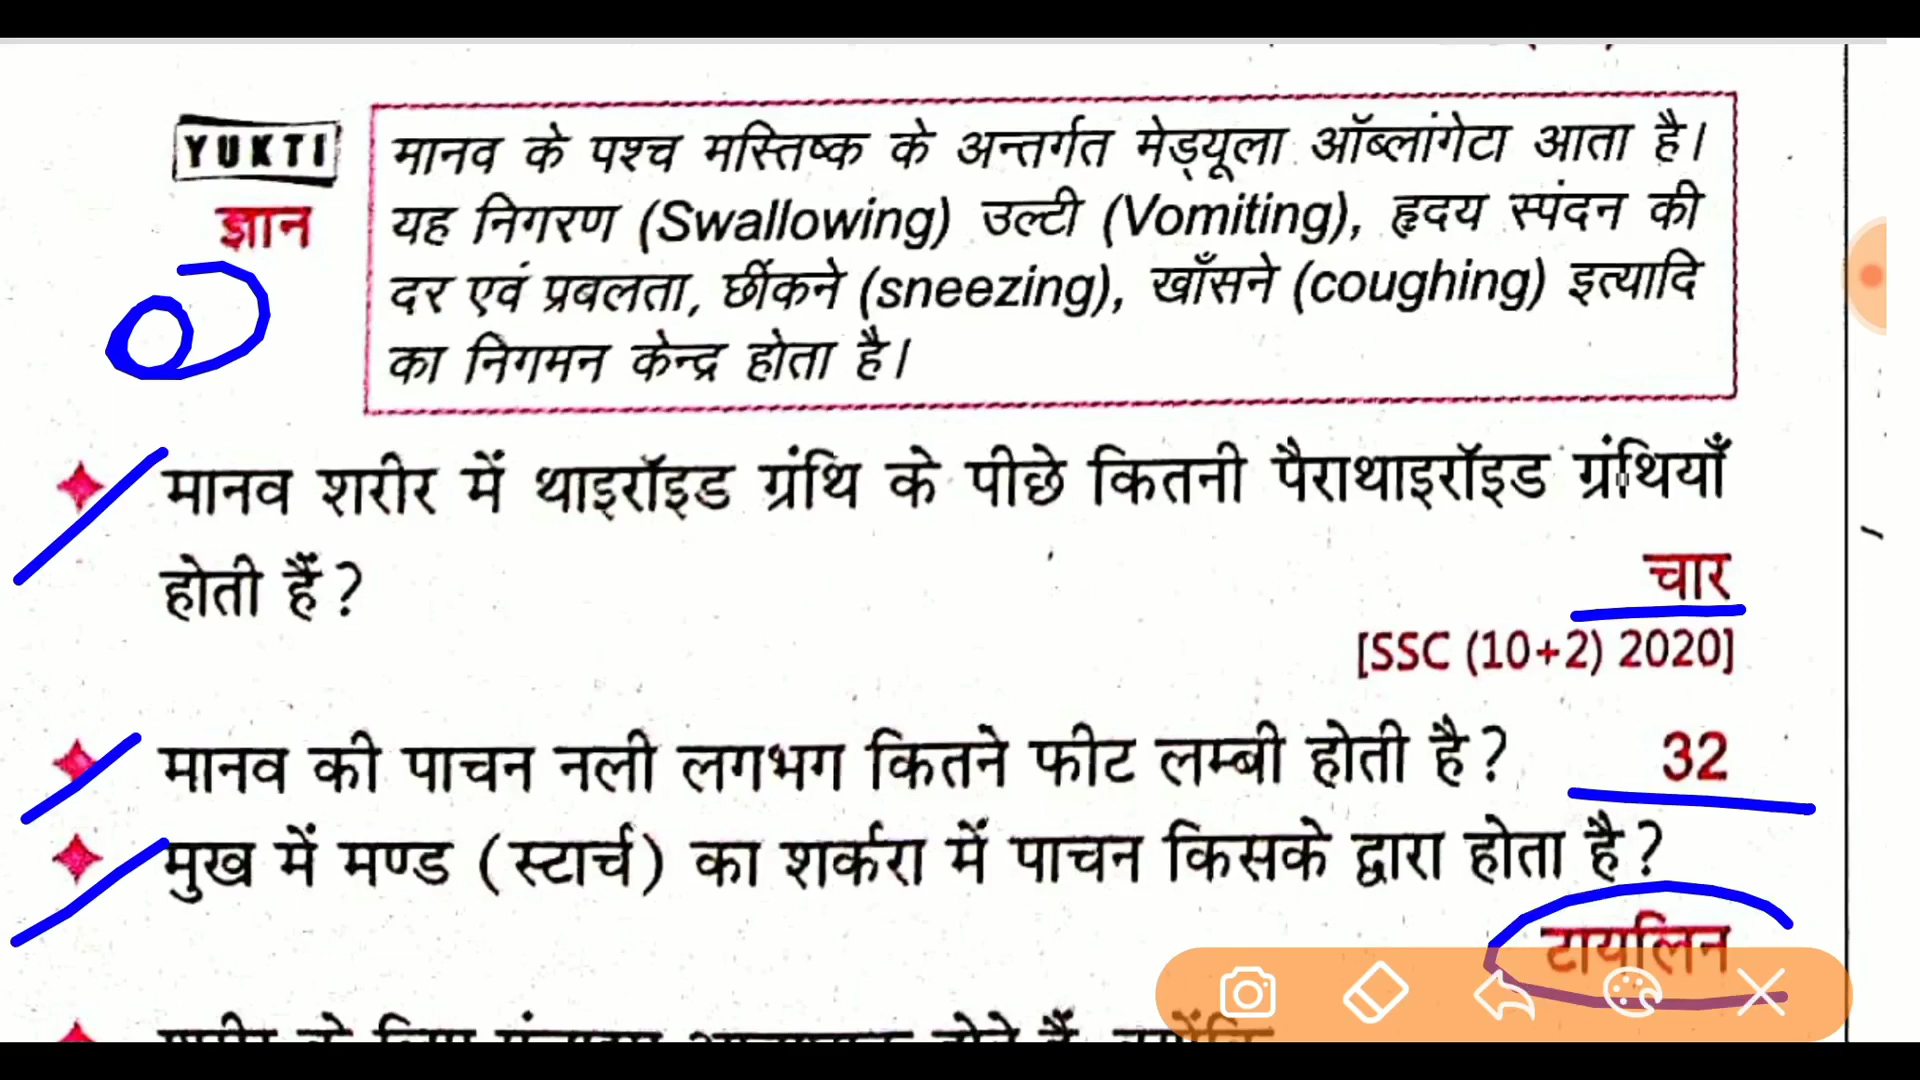 YUKTI
ज्ञान
मानव के पश्च मस्तिष्क के अन्तर्गत मेड्यूला ऑब्लांगेटा आता है।
यह निगरण (Swallowing) उल्टी (Vomiting), हृदय स्पंदन की
दर एवं प्रबलता, छींकने (sneezing), खाँसने (coughing) इत्यादि
का निगमन केन्द्र होता है।
मानव शरीर में थाइरॉइड ग्रंथि के पीछे कितनी पैराथाइरॉइड ग्रंथियाँ
होती हैं? चार
[SSC (10+2) 2020]
मानव की पाचन नली लगभग कितने फीट लम्बी होती है? 32
मुख में मण्ड (स्टार्च) का शर्करा में पाचन किसके द्वारा होता है?
टायलिन